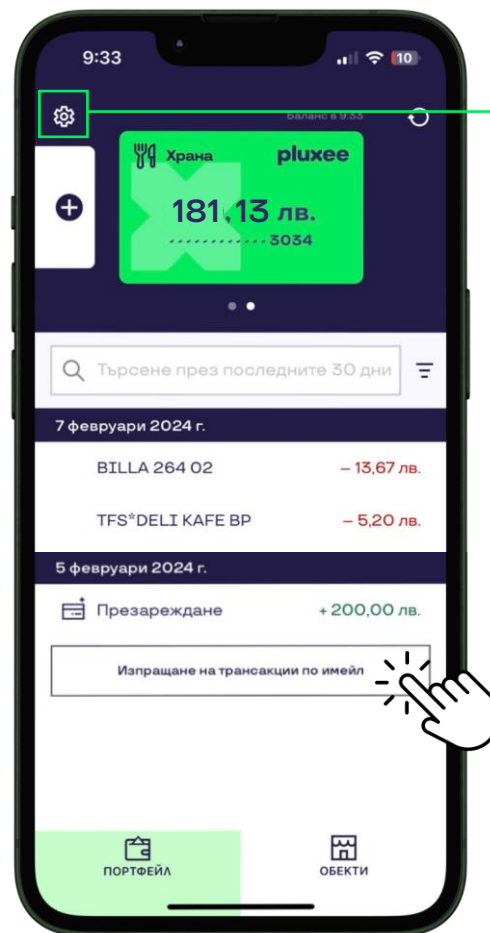 9:33
10
Баланс в 9:33
Храна
pluxee
181,13 лв.
3034
Търсене през последните 30 дни
7 февруари 2024 г.
BILLA 264 02
– 13,67 лв.
TFS*DELI KAFE BP
– 5,20 лв.
5 февруари 2024 г.
Презареждане
+ 200,00 лв.
Изпращане на трансакции по имейл
ПОРТФЕЙЛ
ОБЕКТИ